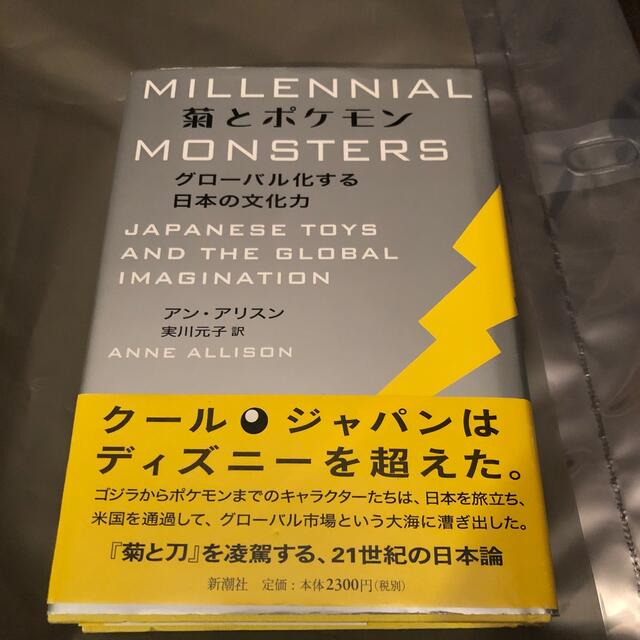 MILLENNIAL
菊とポケモン
MONSTERS
グローバル化する
日本の文化力
JAPANESE TOYS
AND THE GLOBAL
IMAGINATION
アン・アリスン
実川元子 訳
ANNE ALLISON
クール ジャパンは
ディズニーを超えた。
ゴジラからポケモンまでのキャラクターたちは、日本を旅立ち、
米国を通過して、グローバル市場という大海に漕ぎ出した。
『菊と刀』を凌駕する、21世紀の日本論
新潮社 定価:本体2300円(税別)